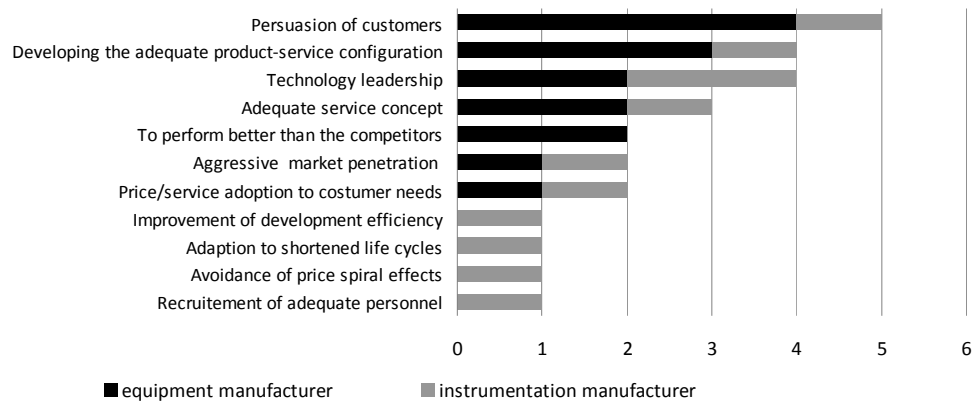 Persuasion of customers
Developing the adequate product-service configuration
Technology leadership
Adequate service concept
To perform better than the competitors
Aggressive market penetration
Price/service adoption to costumer needs
Improvement of development efficiency
Adaption to shortened life cycles
Avoidance of price spiral effects
Recruitement of adequate personnel
0 1 2 3 4 5 6
equipment manufacturer instrumentation manufacturer